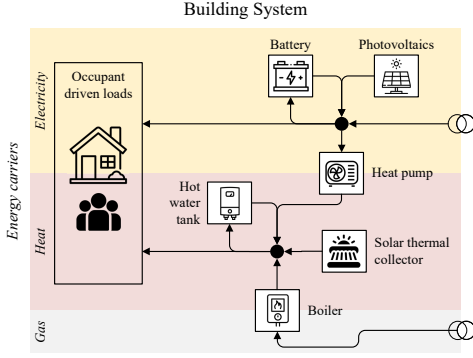 Building System
Energy carriers
Electricity
Heat
Gas
Occupant
driven loads
Battery
Photovoltaics
Heat pump
Hot
water
tank
Solar thermal
collector
Boiler